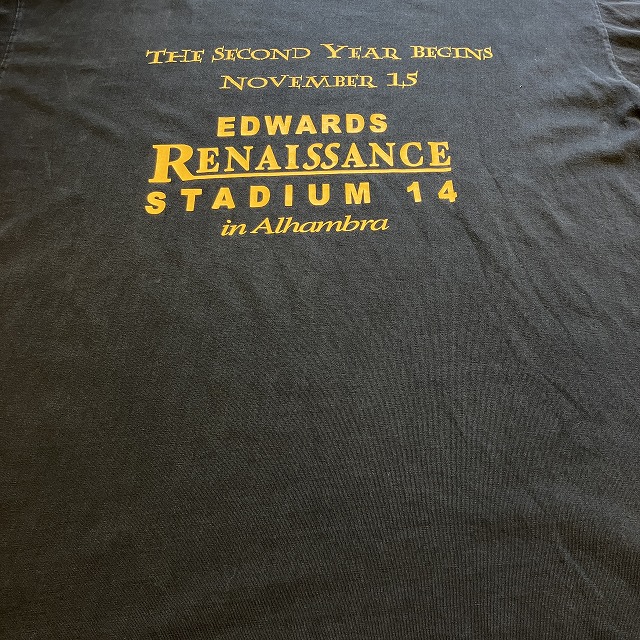 THE SECOND YEAR BEGINS
NOVEMBER 15
EDWARDS
RENAISSANCE
STADIUM 14
in Alhambra